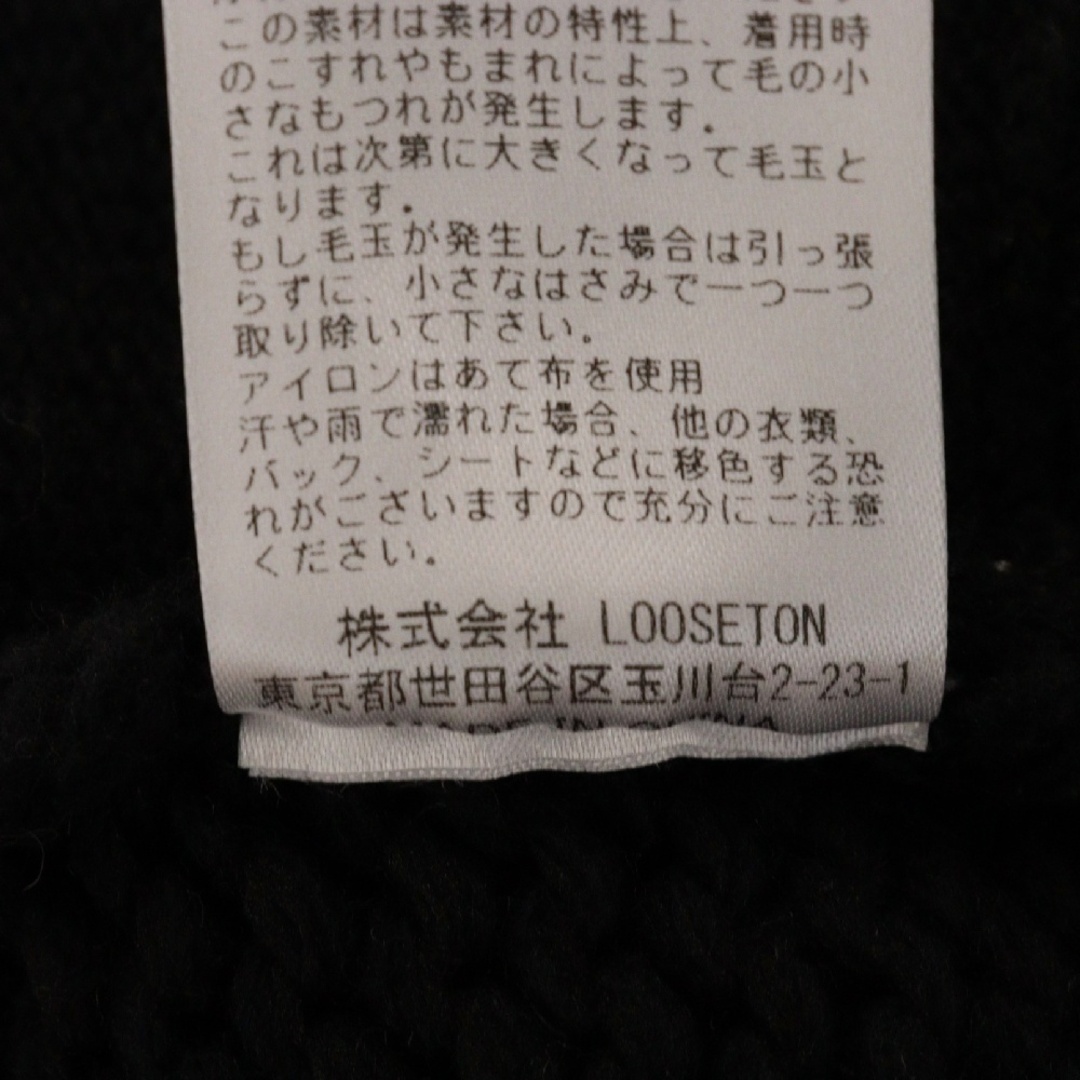 この素材は素材の特性上、着用時
のこすれやもまれによって毛の小
さなもつれが発生します。
これは次第に大きくなって毛玉と
なります。
もし毛玉が発生した場合は引っ張
らずに、小さなはさみで一つ一つ
取り除いて下さい。
アイロンはあて布を使用
汗や雨で濡れた場合、他の衣類、
バック、シートなどに移色する恐
れがございますので充分にご注意
ください。
株式会社 LOOSETON
東京都世田谷区玉川台2-23-1
MADE IN CHINA